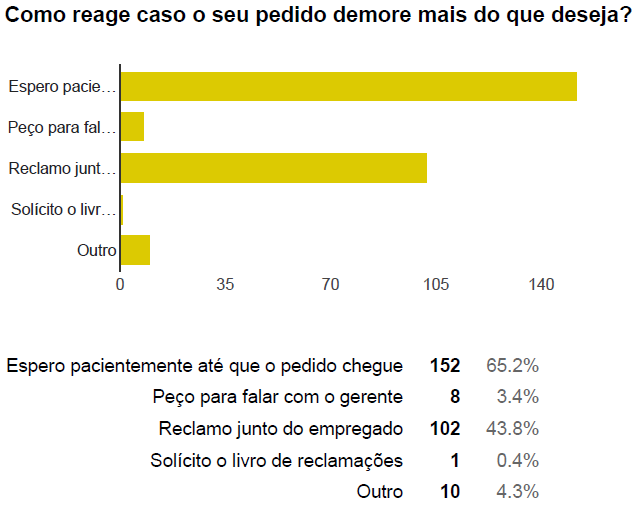 Como reage caso o seu pedido demore mais do que deseja?
Espero pacie…
Peço para fal…
Reclamo junt…
Solícito o livr…
Outro
0 35 70 105 140
Espero pacientemente até que o pedido chegue 152 65.2%
Peço para falar com o gerente 8 3.4%
Reclamo junto do empregado 102 43.8%
Solícito o livro de reclamações 1 0.4%
Outro 10 4.3%